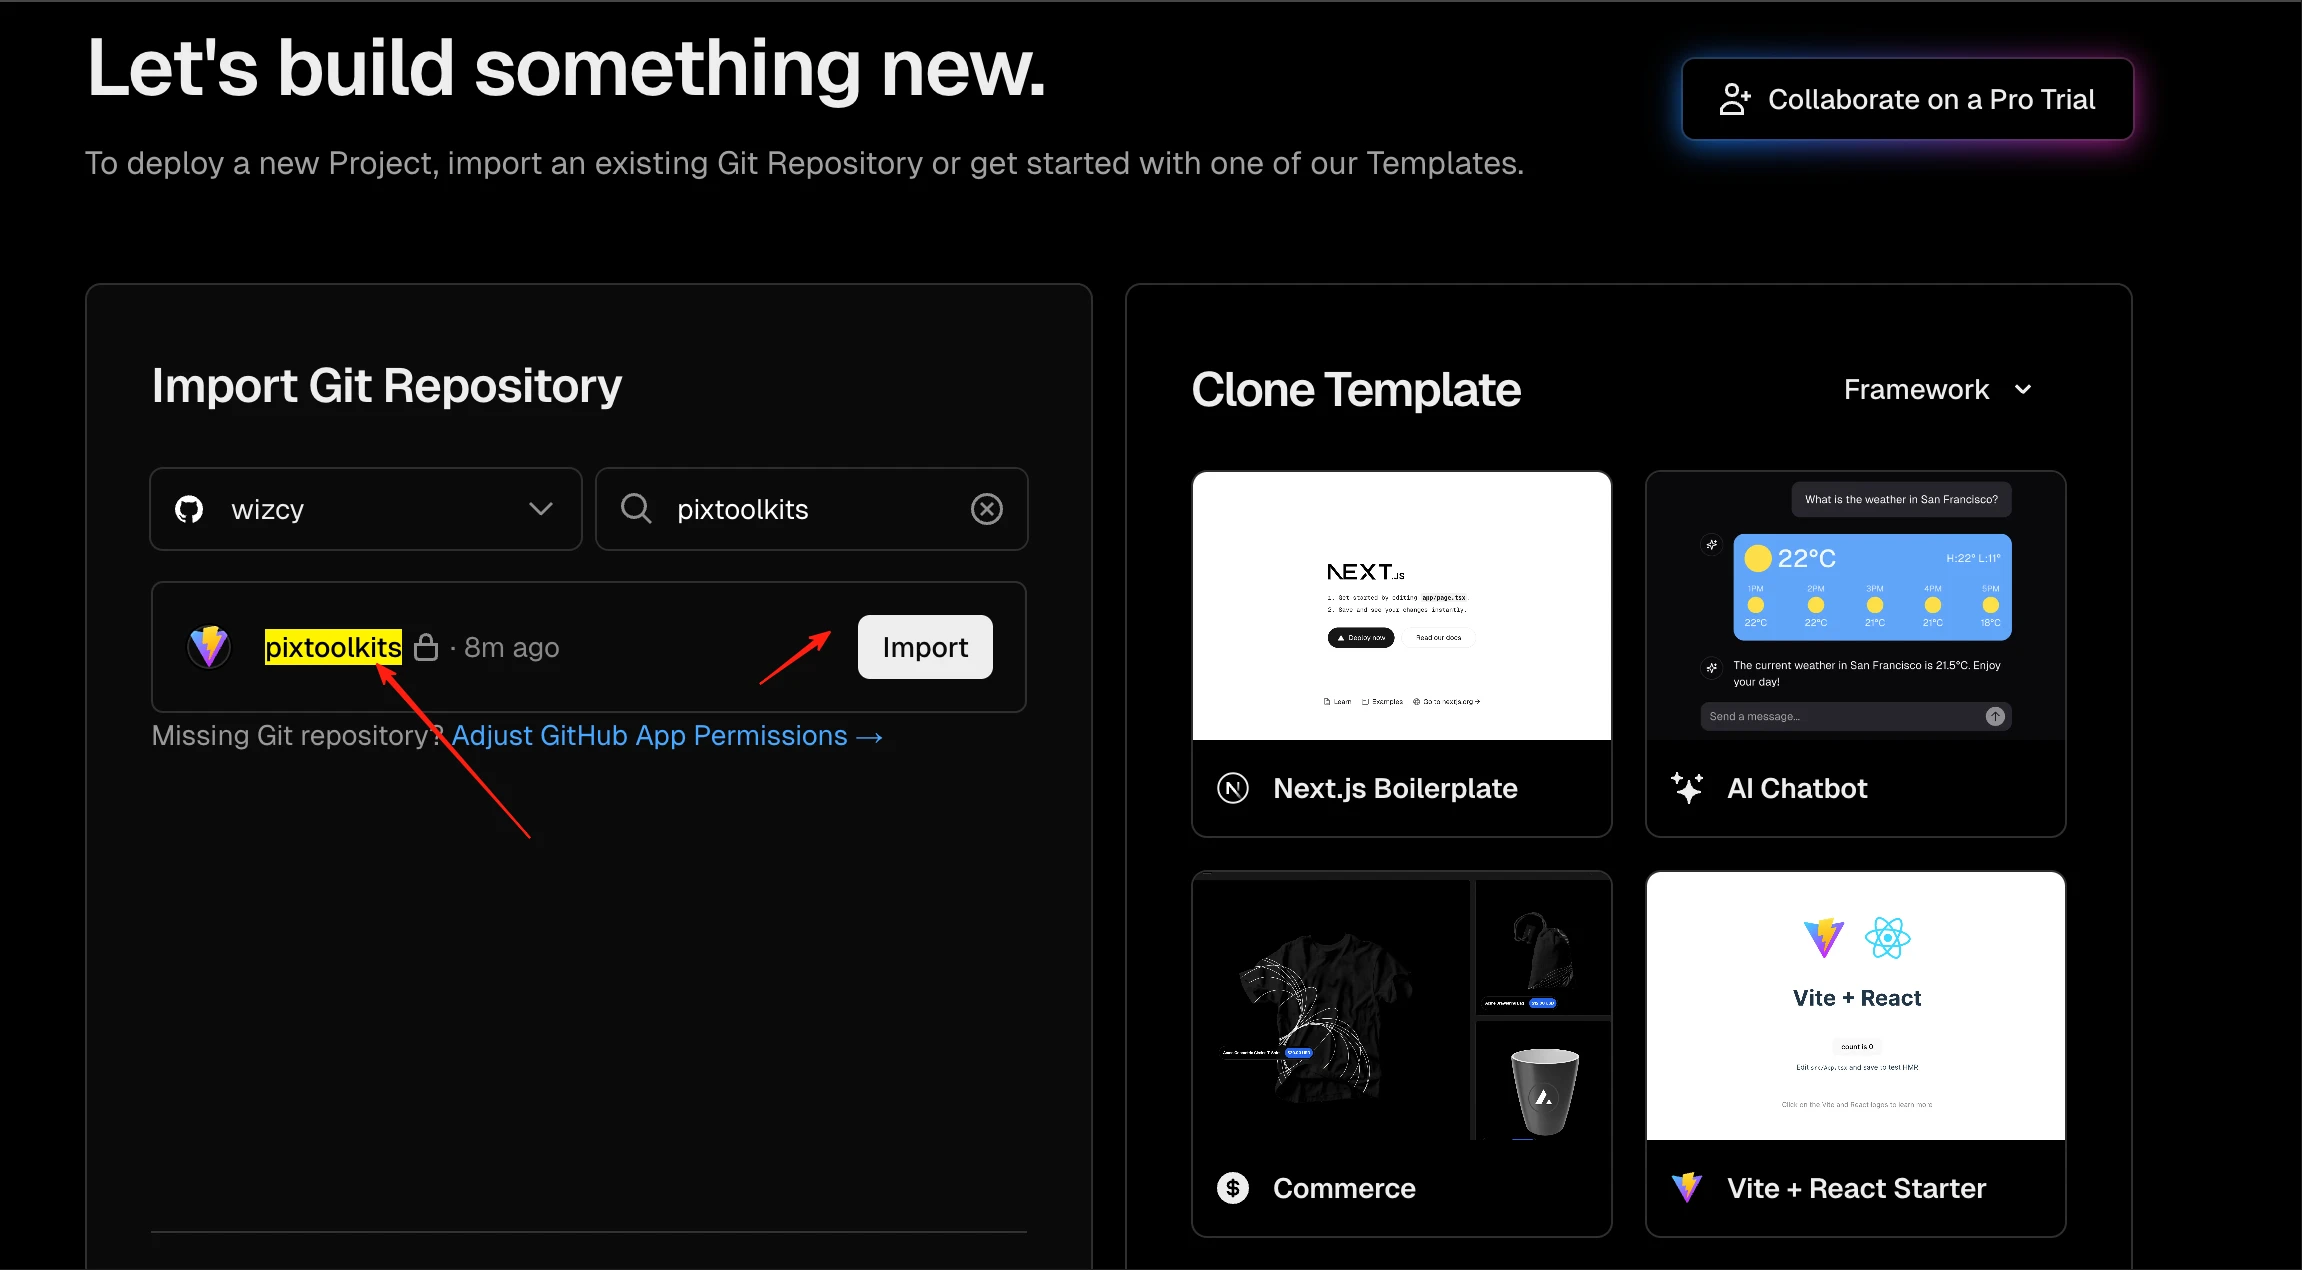 Let's build something new.
Collaborate on a Pro Trial
To deploy a new Project, import an existing Git Repository or get started with one of our Templates.
Import Git Repository
wizcy
pixtoolkits
pixtoolkits · 8m ago
Import
Missing Git repository? Adjust GitHub App Permissions →
Clone Template
Framework
NEXT.JS
1. Get started by editing app/page.tsx.
2. Save and see your changes instantly.
Deploy now
Read our docs
Learn
Examples
Go to nextjs.org →
Next.js Boilerplate
What is the weather in San Francisco?
22°C
H:22° L:11°
1PM 2PM 3PM 4PM 5PM
22°C 22°C 21°C 21°C 18°C
The current weather in San Francisco is 21.5°C. Enjoy
your day!
Send a message...
AI Chatbot
$20.00 USD
Commerce
Vite + React
count is 0
Edit src/App.tsx and save to test HMR
Click on the Vite and React logos to learn more
Vite + React Starter